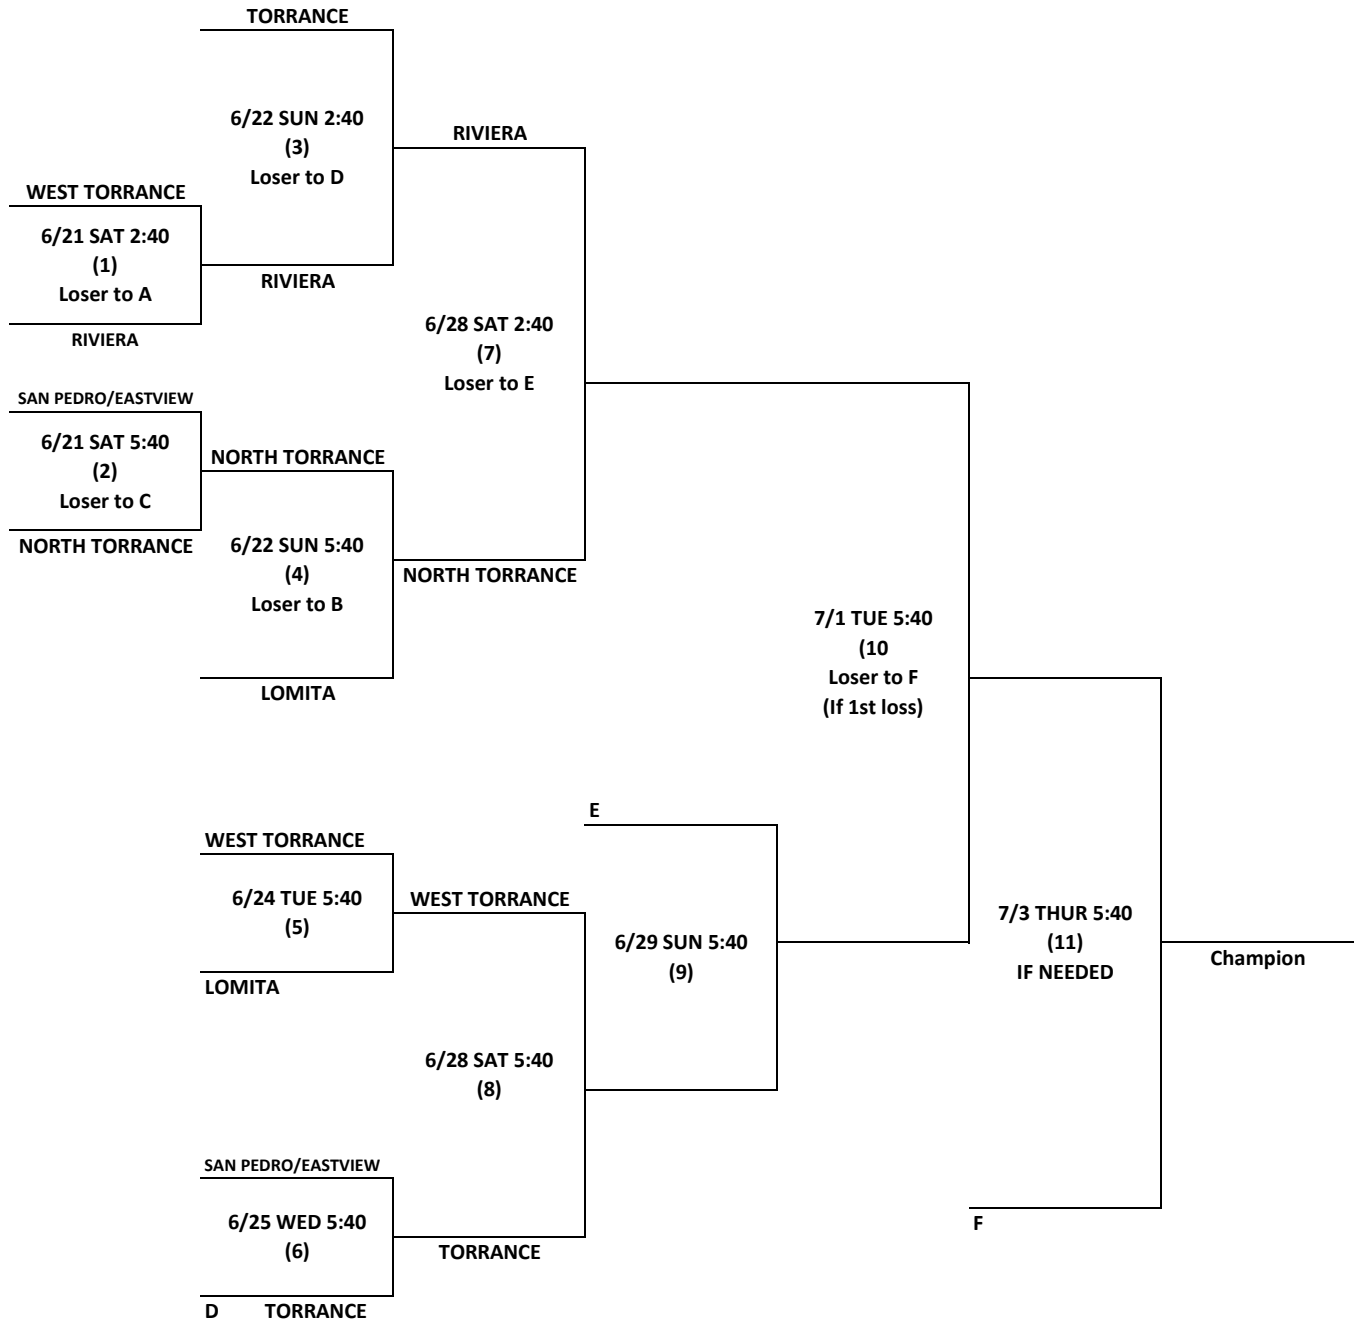 TORRANCE
6/22 SUN 2:40
(3)
Loser to D
RIVIERA
WEST TORRANCE
6/21 SAT 2:40
(1)
Loser to A
RIVIERA
RIVIERA
6/28 SAT 2:40
(7)
Loser to E
SAN PEDRO/EASTVIEW
6/21 SAT 5:40
(2)
Loser to C
NORTH TORRANCE
NORTH TORRANCE
6/22 SUN 5:40
(4)
Loser to B
NORTH TORRANCE
LOMITA
7/1 TUE 5:40
(10
Loser to F
(If 1st loss)
E
WEST TORRANCE
6/24 TUE 5:40
(5)
WEST TORRANCE
LOMITA
6/29 SUN 5:40
(9)
7/3 THUR 5:40
(11)
IF NEEDED
Champion
6/28 SAT 5:40
(8)
SAN PEDRO/EASTVIEW
6/25 WED 5:40
(6)
TORRANCE
D TORRANCE
F